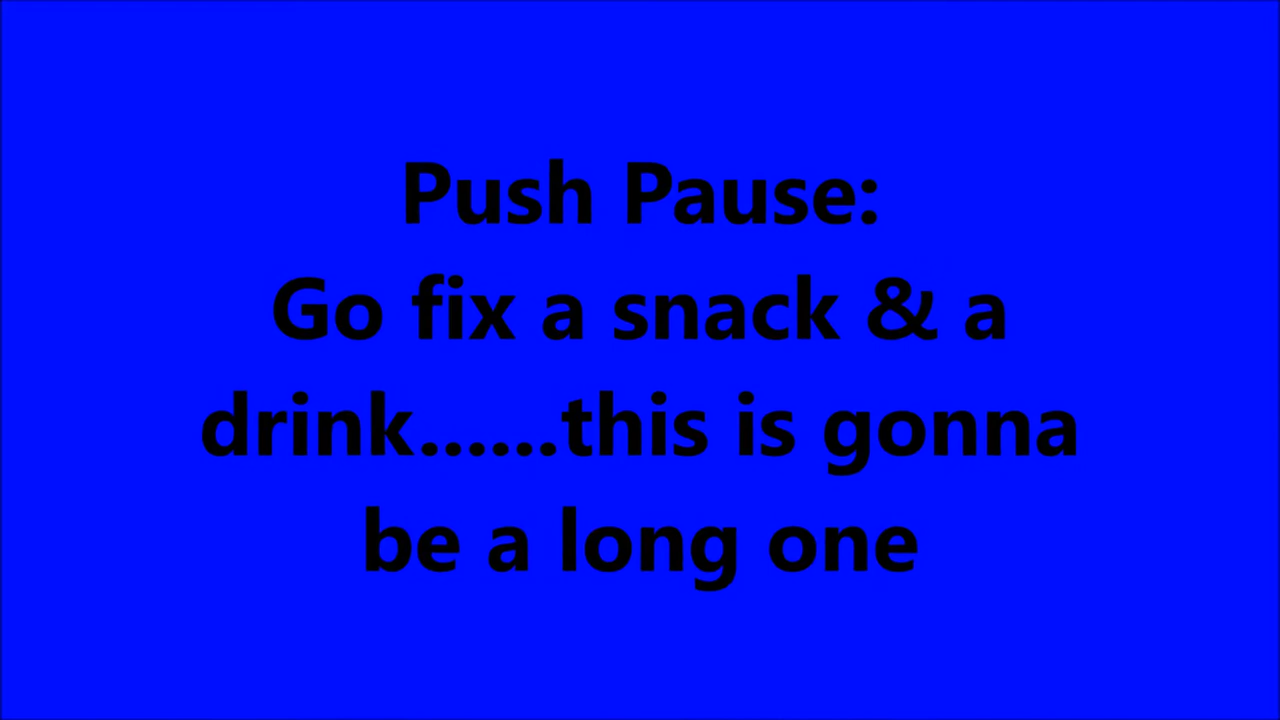 Push Pause:
Go fix a snack & a
drink......this is gonna
be a long one